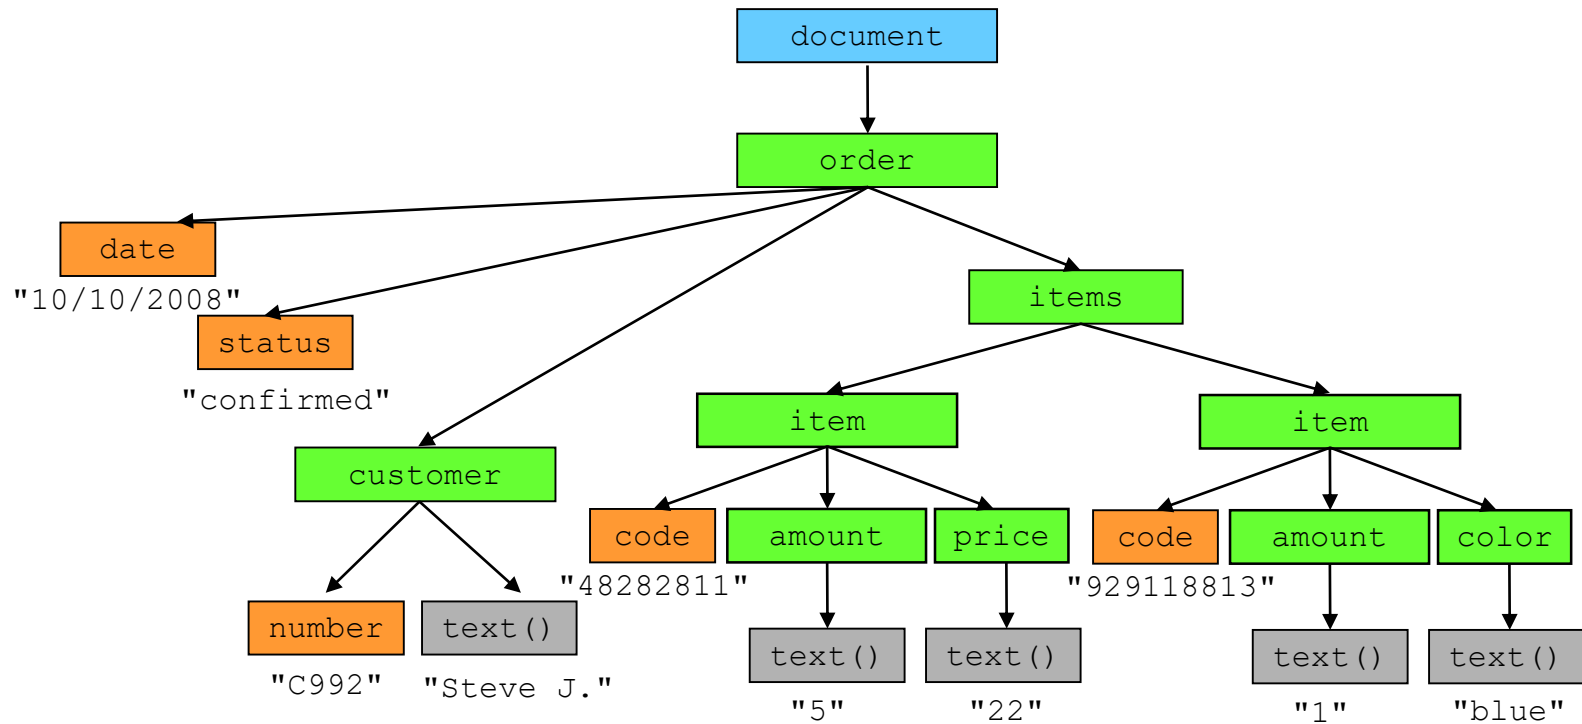 document
order
date
"10/10/2008"
status
"confirmed"
items
item
item
customer
code
amount
price
code
amount
color
"48282811"
"929118813"
number
text()
text()
text()
text()
text()
"C992"
"Steve J."
"5"
"22"
"1"
"blue"